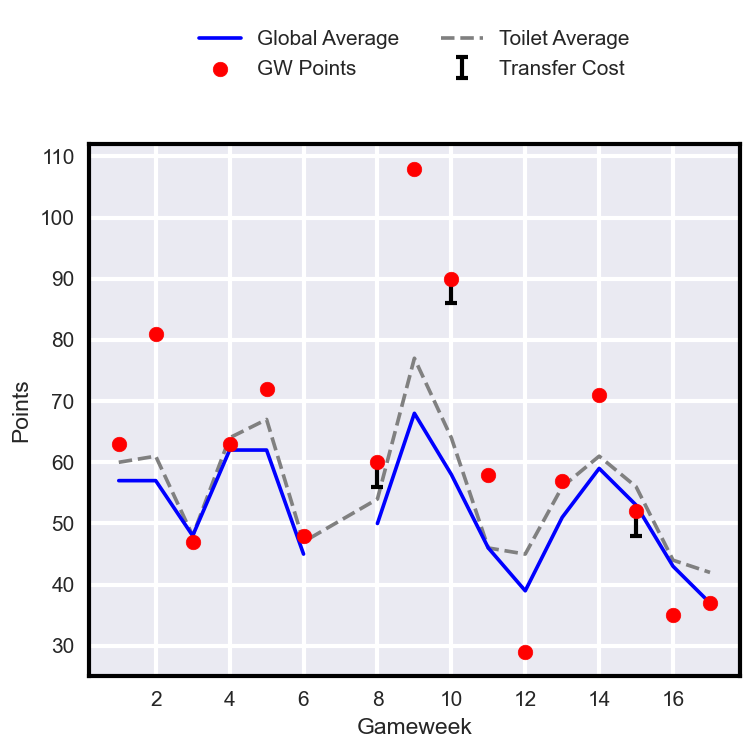 Global Average
Toilet Average
GW Points
Transfer Cost
110
100
90
80
70
60
50
40
30
Points
2 4 6 8 10 12 14 16
Gameweek